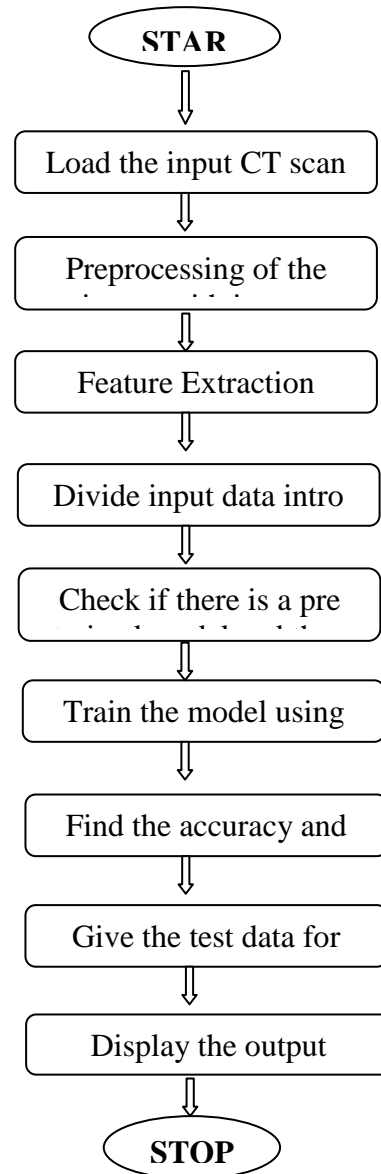 STAR
Load the input CT scan
Preprocessing of the
Feature Extraction
Divide input data intro
Check if there is a pre
Train the model using
Find the accuracy and
Give the test data for
Display the output
STOP